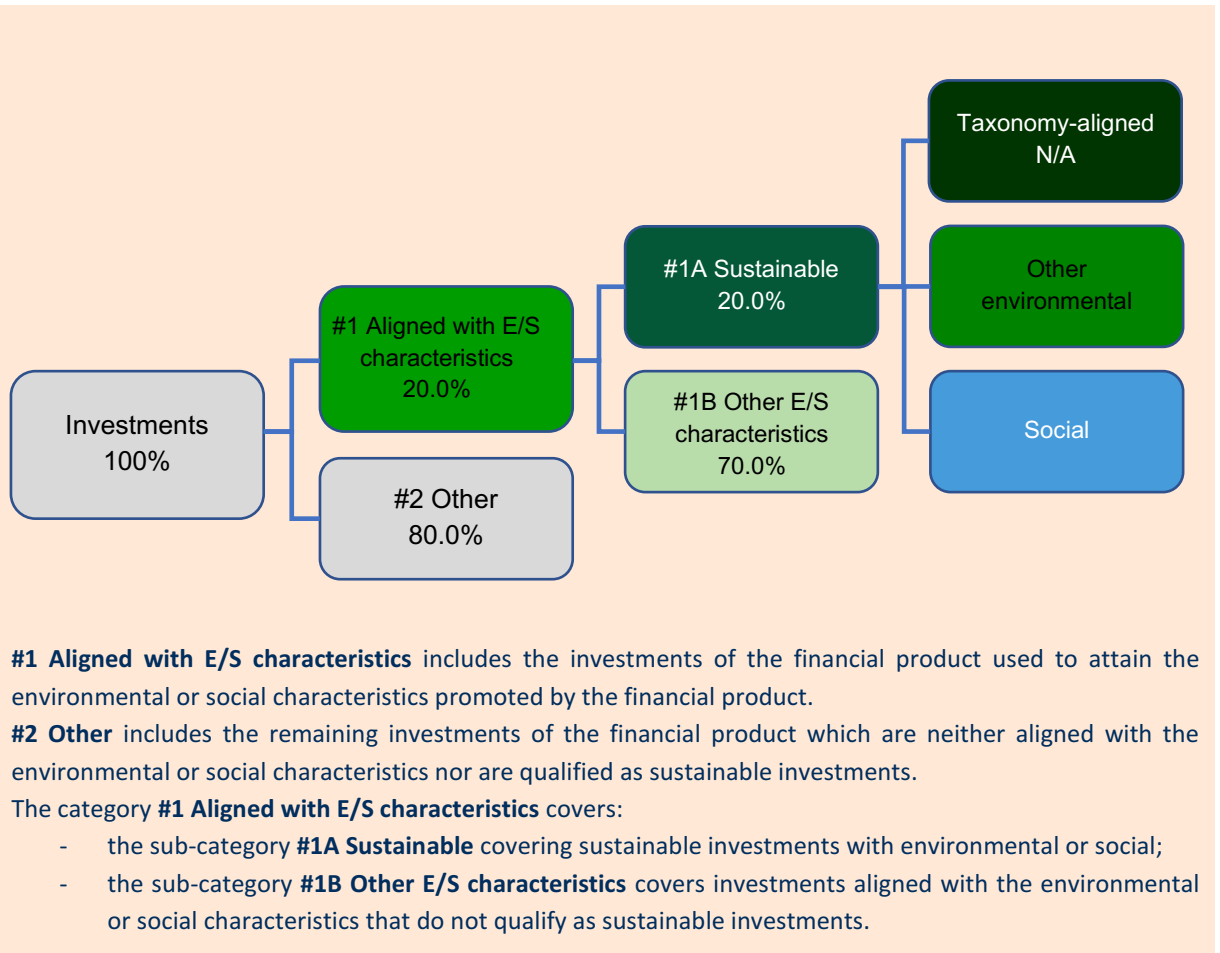 Taxonomy-aligned
N/A
#1A Sustainable
20.0%
Other
environmental
#1 Aligned with E/S
characteristics
20.0%
Investments
100%
#1B Other E/S
characteristics
70.0%
Social
#2 Other
80.0%
#1 Aligned with E/S characteristics includes the investments of the financial product used to attain the
environmental or social characteristics promoted by the financial product.
#2 Other includes the remaining investments of the financial product which are neither aligned with the
environmental or social characteristics nor are qualified as sustainable investments.
The category #1 Aligned with E/S characteristics covers:
- the sub-category #1A Sustainable covering sustainable investments with environmental or social;
- the sub-category #1B Other E/S characteristics covers investments aligned with the environmental
or social characteristics that do not qualify as sustainable investments.